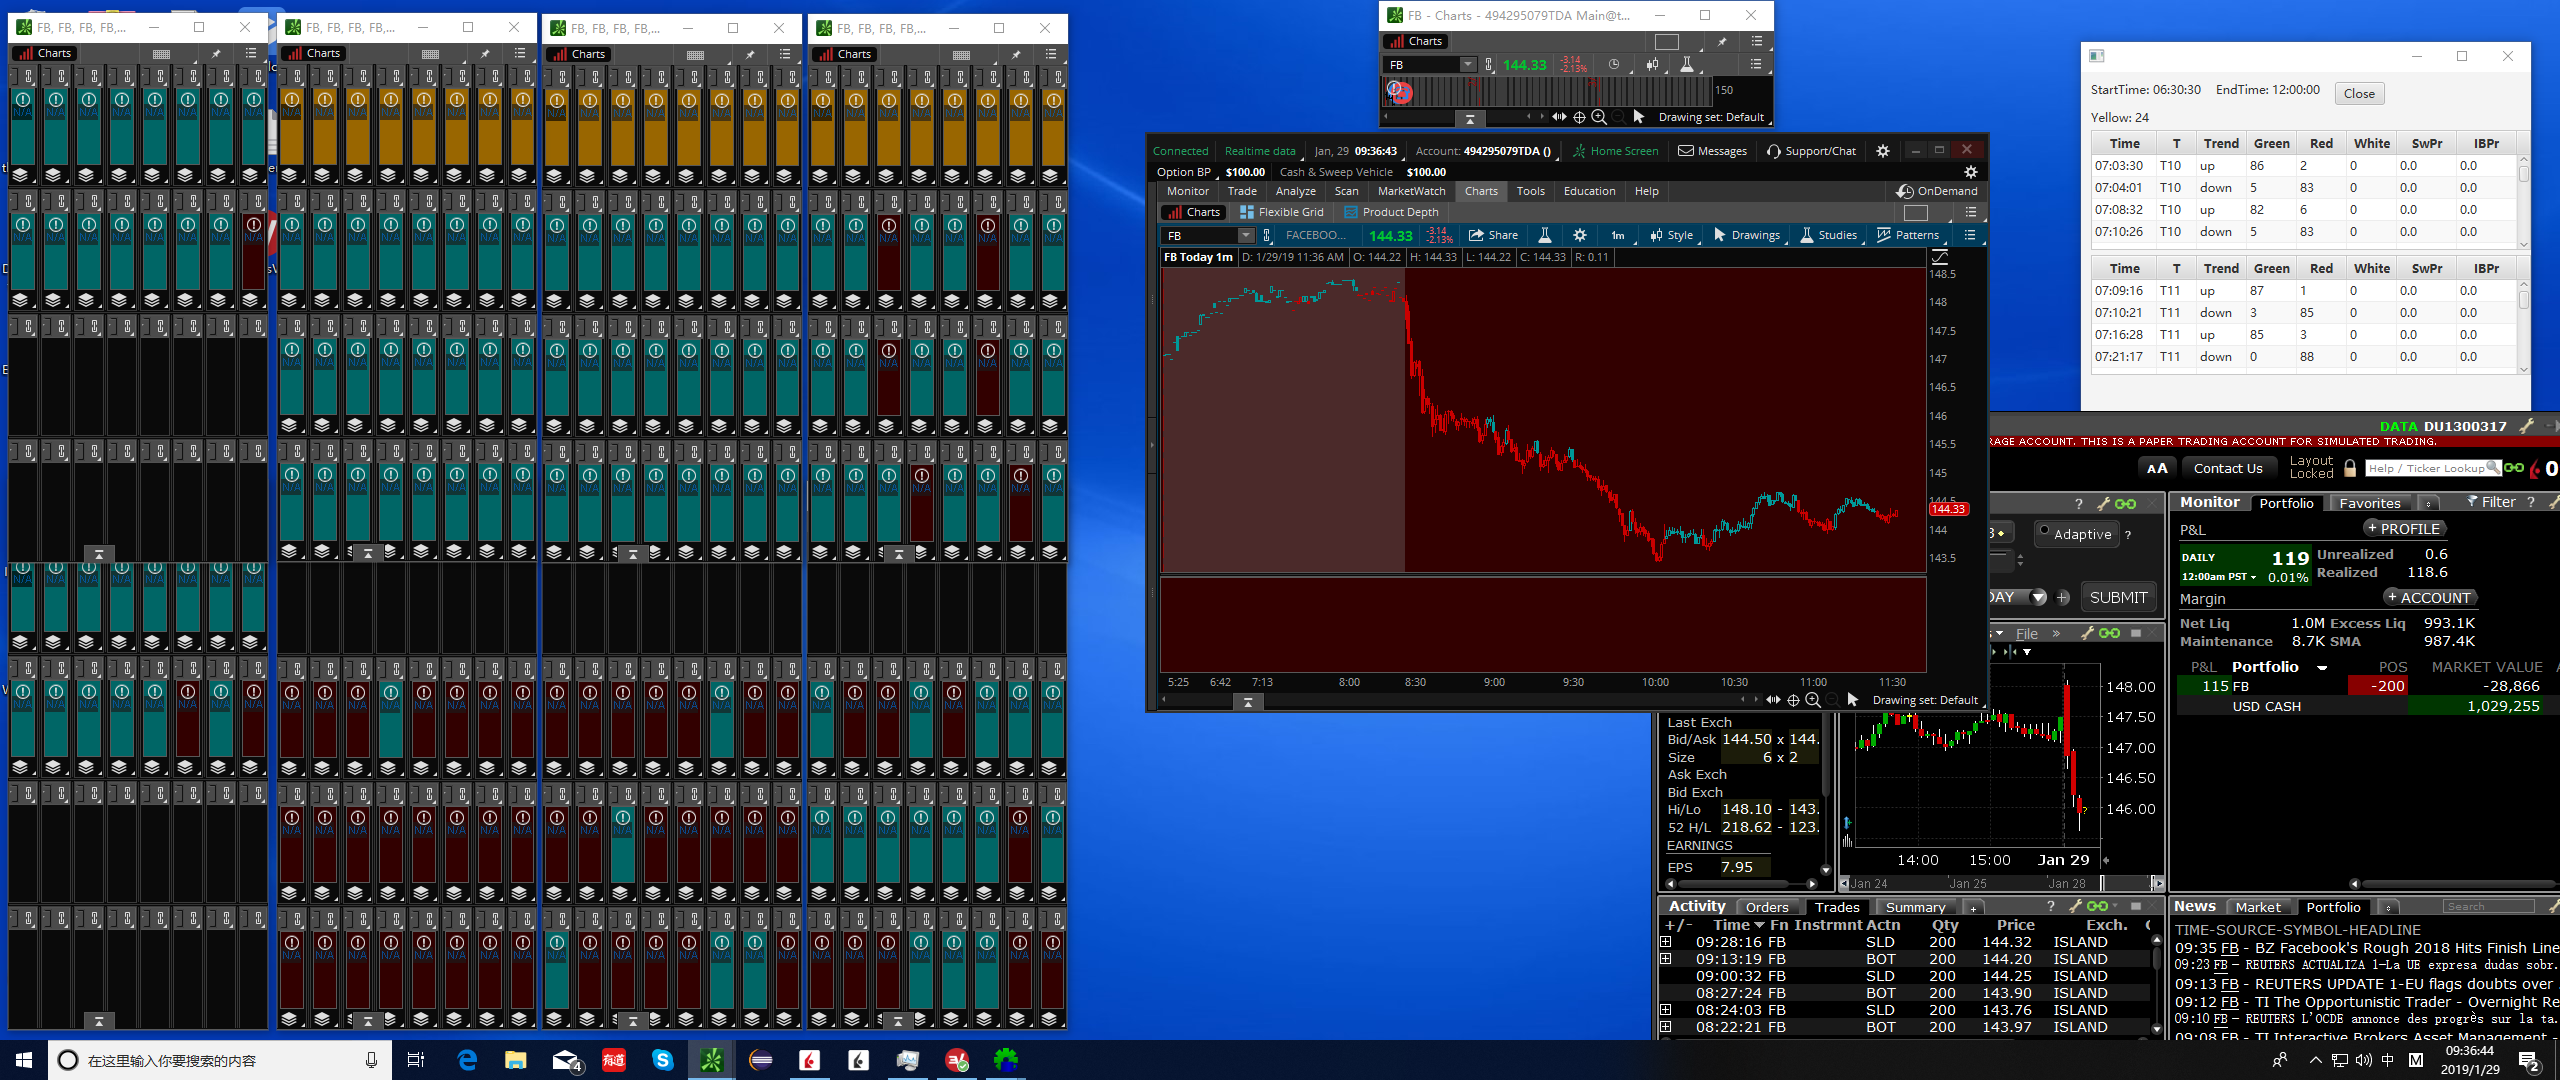 FB, FB, FB, FB,...
FB, FB, FB, FB,...
FB, FB, FB, FB,...
FB, FB, FB, FB,...
Charts
Charts
Charts
Charts
N/A
FB - Charts - 494295079TDA Main@t...
Charts
FB
144.33
-3.14
-2.13%
150
Drawing set: Default
Connected
Realtime data
Jan, 29 09:36:43
Account: 494295079TDA ()
Home Screen
Messages
Support/Chat
Option BP
$100.00
Cash & Sweep Vehicle
$100.00
Monitor
Trade
Analyze
Scan
MarketWatch
Charts
Tools
Education
Help
OnDemand
Charts
Flexible Grid
Product Depth
FB
FACEBOO...
144.33
-3.14
-2.13%
Share
1m
Style
Drawings
Studies
Patterns
FB Today 1m
D: 1/29/19 11:36 AM
O: 144.22
H: 144.33
L: 144.22
C: 144.33
R: 0.11
148.5
148
147.5
147
146.5
146
145.5
145
144.5
144.33
144
143.5
5:25 6:42 7:13 8:00 8:30 9:00 9:30 10:00 10:30 11:00 11:30
Drawing set: Default
StartTime: 06:30:30 EndTime: 12:00:00 Close
Yellow: 24
Time T Trend Green Red White SwPr IBPr
07:03:30 T10 up 86 2 0 0.0 0.0
07:04:01 T10 down 5 83 0 0.0 0.0
07:08:32 T10 up 82 6 0 0.0 0.0
07:10:26 T10 down 5 83 0 0.0 0.0
Time T Trend Green Red White SwPr IBPr
07:09:16 T11 up 87 1 0 0.0 0.0
07:10:21 T11 down 3 85 0 0.0 0.0
07:16:28 T11 up 85 3 0 0.0 0.0
07:21:17 T11 down 0 88 0 0.0 0.0
DATA DU1300317
RAGE ACCOUNT. THIS IS A PAPER TRADING ACCOUNT FOR SIMULATED TRADING.
AA
Contact Us
Layout
Locked
Help / Ticker Lookup
Adaptive ?
DAY
SUBMIT
File
Monitor Portfolio Favorites Filter ?
P&L + PROFILE
DAILY 119 Unrealized 0.6
12:00am PST 0.01% Realized 118.6
Margin + ACCOUNT
Net Liq 1.0M Excess Liq 993.1K
Maintenance 8.7K SMA 987.4K
P&L Portfolio POS MARKET VALUE
115 FB -200 -28,866
USD CASH 1,029,255
Last Exch
Bid/Ask 144.50 x 144.
Size 6 x 2
Ask Exch
Bid Exch
Hi/Lo 148.10 - 143.
52 H/L 218.62 - 123.
EARNINGS
EPS 7.95
148.00
147.50
147.00
146.50
146.00
14:00 15:00 Jan 29
Jan 24 Jan 25 Jan 28
Activity Orders Trades Summary +
+/- Time Fn Instrmnt Actn Qty Price Exch.
09:28:16 FB SLD 200 144.32 ISLAND
09:13:19 FB BOT 200 144.20 ISLAND
09:00:32 FB SLD 200 144.25 ISLAND
08:27:24 FB BOT 200 143.90 ISLAND
08:24:03 FB SLD 200 143.76 ISLAND
08:22:21 FB BOT 200 143.97 ISLAND
News Market Portfolio Search
TIME-SOURCE-SYMBOL-HEADLINE
09:35 FB - BZ Facebook's Rough 2018 Hits Finish Line
09:23 FB - REUTERS ACTUALIZA 1-La UE expresa dudas sobr.
09:13 FB - REUTERS UPDATE 1-EU flags doubts over
09:12 FB - TI The Opportunistic Trader - Overnight Re
09:10 FB - REUTERS L'OCDE annonce des progrès sur la ta.
09:08 FB - TI Interactive Brokers Asset Management -
在这里输入你要搜索的内容
4
有道
中
M
09:36:44
2019/1/29
2